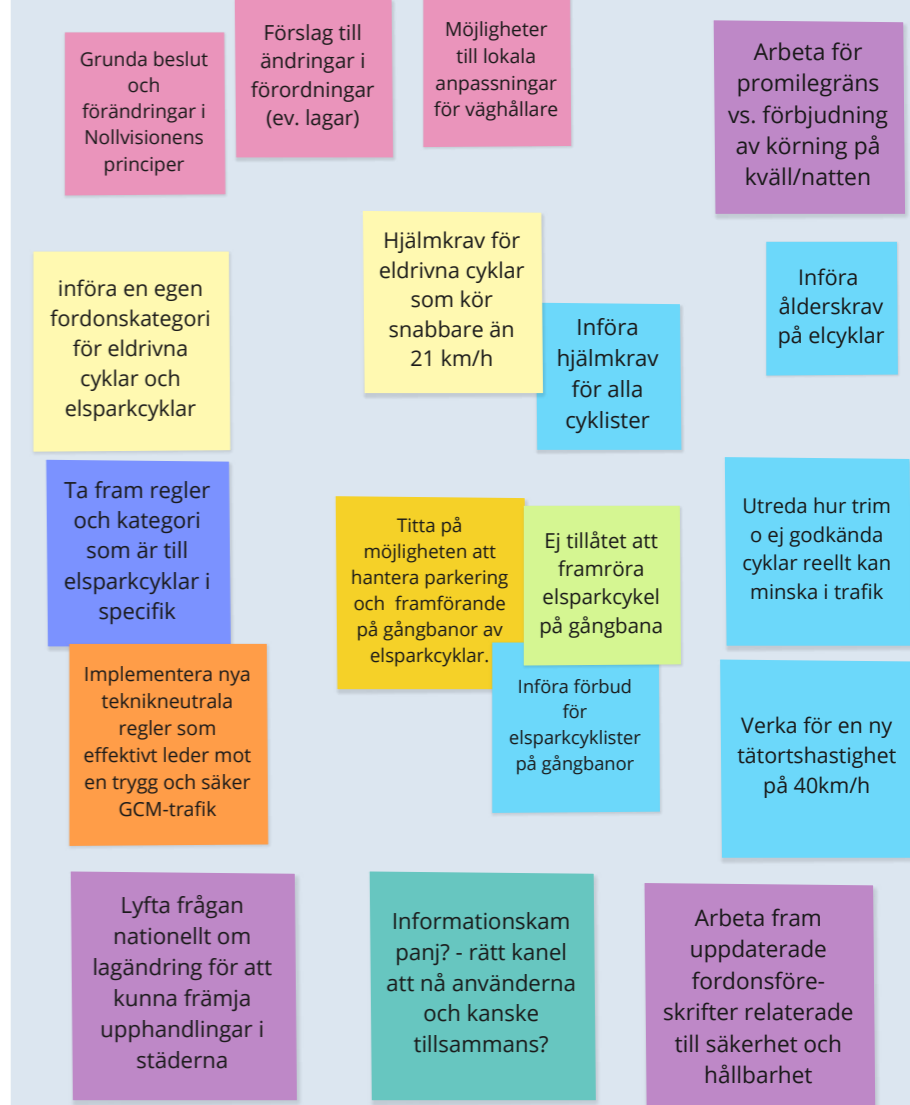 Grunda beslut
och
förändringar i
Nollvisionens
principer
Förslag till
ändringar i
förordningar
(ev. lagar)
Möjligheter
till lokala
anpassningar
för väghållare
Arbeta för
promilegräns
vs. förbjudning
av körning på
kväll/natten
införa en egen
fordonskategori
för eldrivna
cyklar och
elsparkcyklar
Hjälmkrav för
eldrivna cyklar
som kör
snabbare än
21 km/h
Införa
hjälmkrav
för alla
cyklister
Införa
ålderskrav
på elcyklar
Ta fram regler
och kategori
som är till
elsparkcyklar i
specifik
Titta på
möjligheten att
hantera parkering
och framförande
på gångbanor av
elsparkcyklar.
Ej tillåtet att
framröra
elsparkcykel
på gångbana
Utreda hur trim
o ej godkända
cyklar reellt kan
minska i trafik
Implementera nya
teknikneutrala
regler som
effektivt leder mot
en trygg och säker
GCM-trafik
Införa förbud
för
elsparkcyklister
på gångbanor
Verka för en ny
tätortshastighet
på 40km/h
Lyfta frågan
nationellt om
lagändring för att
kunna främja
upphandlingar i
städerna
Informationskam
panj? - rätt kanel
att nå användarna
och kanske
tillsammans?
Arbeta fram
uppdaterade
fordonsföre-
skrifter relaterade
till säkerhet och
hållbarhet